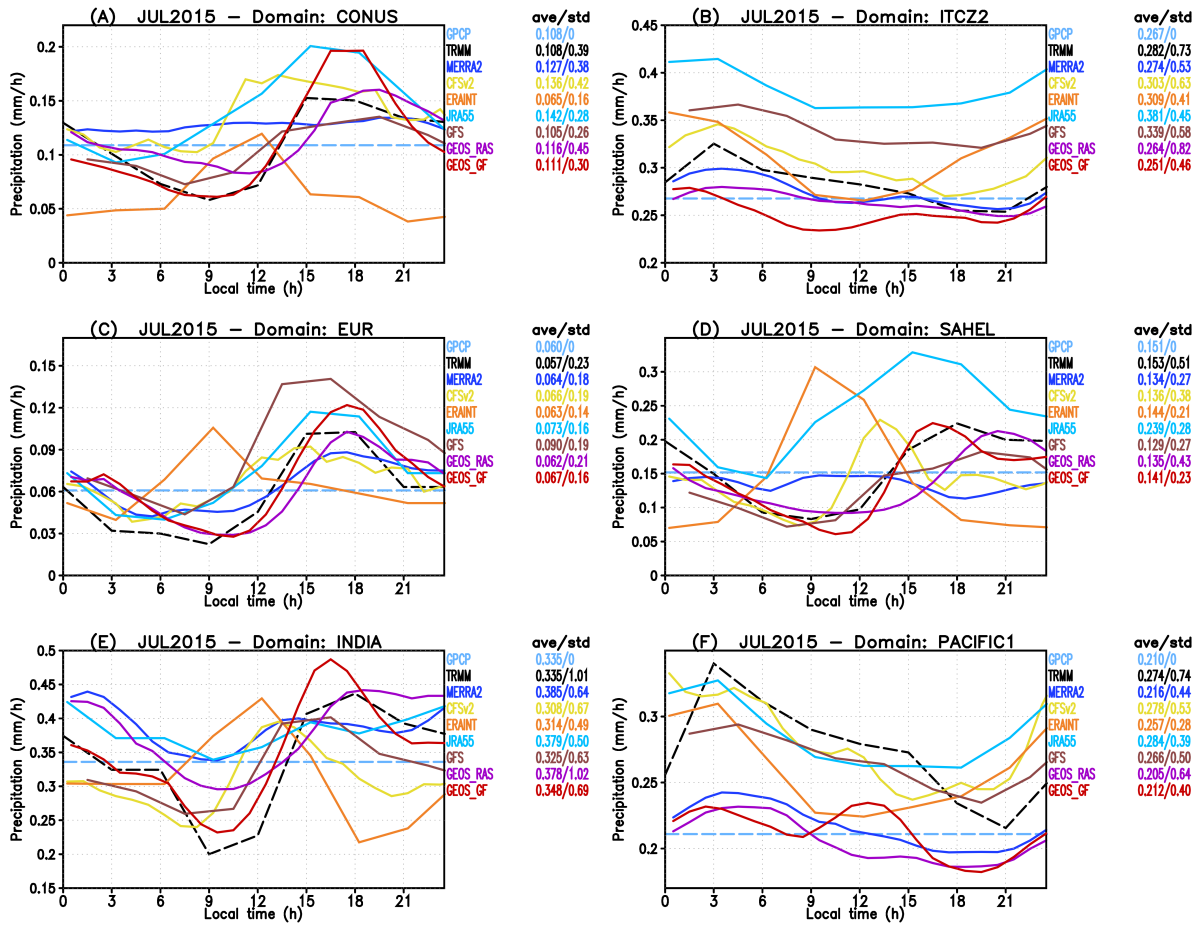 (A) JUL2015 – Domain: CONUS ave/std
GPCP 0.108/0
TRMM 0.108/0.39
MERRA2 0.127/0.38
CFSv2 0.136/0.42
ERAINT 0.065/0.16
JRA55 0.142/0.28
GFS 0.105/0.26
GEOS_RAS 0.116/0.45
GEOS_GF 0.111/0.30
Precipitation (mm/h)
0.2
0.15
0.1
0.05
0
0 3 6 9 12 15 18 21
Local time (h)
(B) JUL2015 – Domain: ITCZ2 ave/std
GPCP 0.267/0
TRMM 0.282/0.73
MERRA2 0.274/0.53
CFSv2 0.303/0.63
ERAINT 0.309/0.41
JRA55 0.381/0.45
GFS 0.339/0.58
GEOS_RAS 0.264/0.82
GEOS_GF 0.251/0.46
Precipitation (mm/h)
0.45
0.4
0.35
0.3
0.25
0.2
0 3 6 9 12 15 18 21
Local time (h)
(C) JUL2015 – Domain: EUR ave/std
GPCP 0.060/0
TRMM 0.057/0.23
MERRA2 0.064/0.18
CFSv2 0.066/0.19
ERAINT 0.063/0.14
JRA55 0.073/0.16
GFS 0.090/0.19
GEOS_RAS 0.062/0.21
GEOS_GF 0.067/0.16
Precipitation (mm/h)
0.15
0.12
0.09
0.06
0.03
0
0 3 6 9 12 15 18 21
Local time (h)
(D) JUL2015 – Domain: SAHEL ave/std
GPCP 0.151/0
TRMM 0.153/0.51
MERRA2 0.134/0.27
CFSv2 0.136/0.38
ERAINT 0.144/0.21
JRA55 0.239/0.28
GFS 0.129/0.27
GEOS_RAS 0.135/0.43
GEOS_GF 0.141/0.23
Precipitation (mm/h)
0.3
0.25
0.2
0.15
0.1
0.05
0
0 3 6 9 12 15 18 21
Local time (h)
(E) JUL2015 – Domain: INDIA ave/std
GPCP 0.335/0
TRMM 0.335/1.01
MERRA2 0.385/0.64
CFSv2 0.308/0.67
ERAINT 0.314/0.49
JRA55 0.379/0.50
GFS 0.325/0.63
GEOS_RAS 0.378/1.02
GEOS_GF 0.348/0.69
Precipitation (mm/h)
0.5
0.45
0.4
0.35
0.3
0.25
0.2
0.15
0 3 6 9 12 15 18 21
Local time (h)
(F) JUL2015 – Domain: PACIFIC1 ave/std
GPCP 0.210/0
TRMM 0.274/0.74
MERRA2 0.216/0.44
CFSv2 0.278/0.53
ERAINT 0.257/0.28
JRA55 0.284/0.39
GFS 0.266/0.50
GEOS_RAS 0.205/0.64
GEOS_GF 0.212/0.40
Precipitation (mm/h)
0.3
0.25
0.2
0 3 6 9 12 15 18 21
Local time (h)